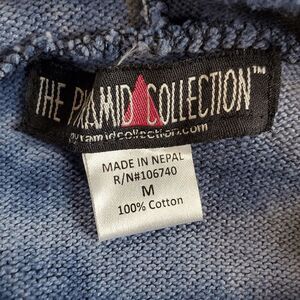 THE PYRAMID COLLECTION™
pyramidcollection.com
MADE IN NEPAL
R/N#106740
M
100% Cotton